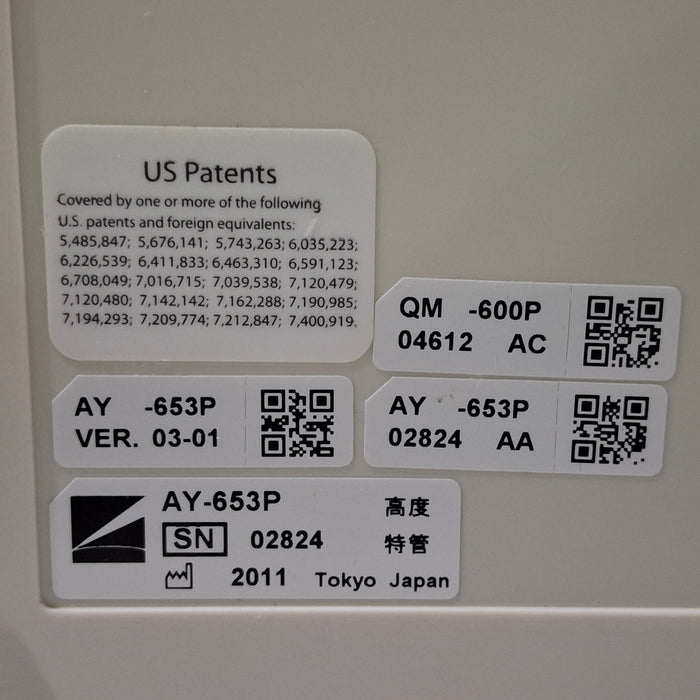 US Patents
Covered by one or more of the following
U.S. patents and foreign equivalents:
5,485,847; 5,676,141; 5,743,263; 6,035,223;
6,226,539; 6,411,833; 6,463,310; 6,591,123;
6,708,049; 7,016,715; 7,039,538; 7,120,479;
7,120,480; 7,142,142; 7,162,288; 7,190,985;
7,194,293; 7,209,774; 7,212,847; 7,400,919.
QM -600P
04612 AC
AY -653P
VER. 03-01
AY -653P
02824 AA
AY-653P 高度
SN 02824 特管
2011 Tokyo Japan